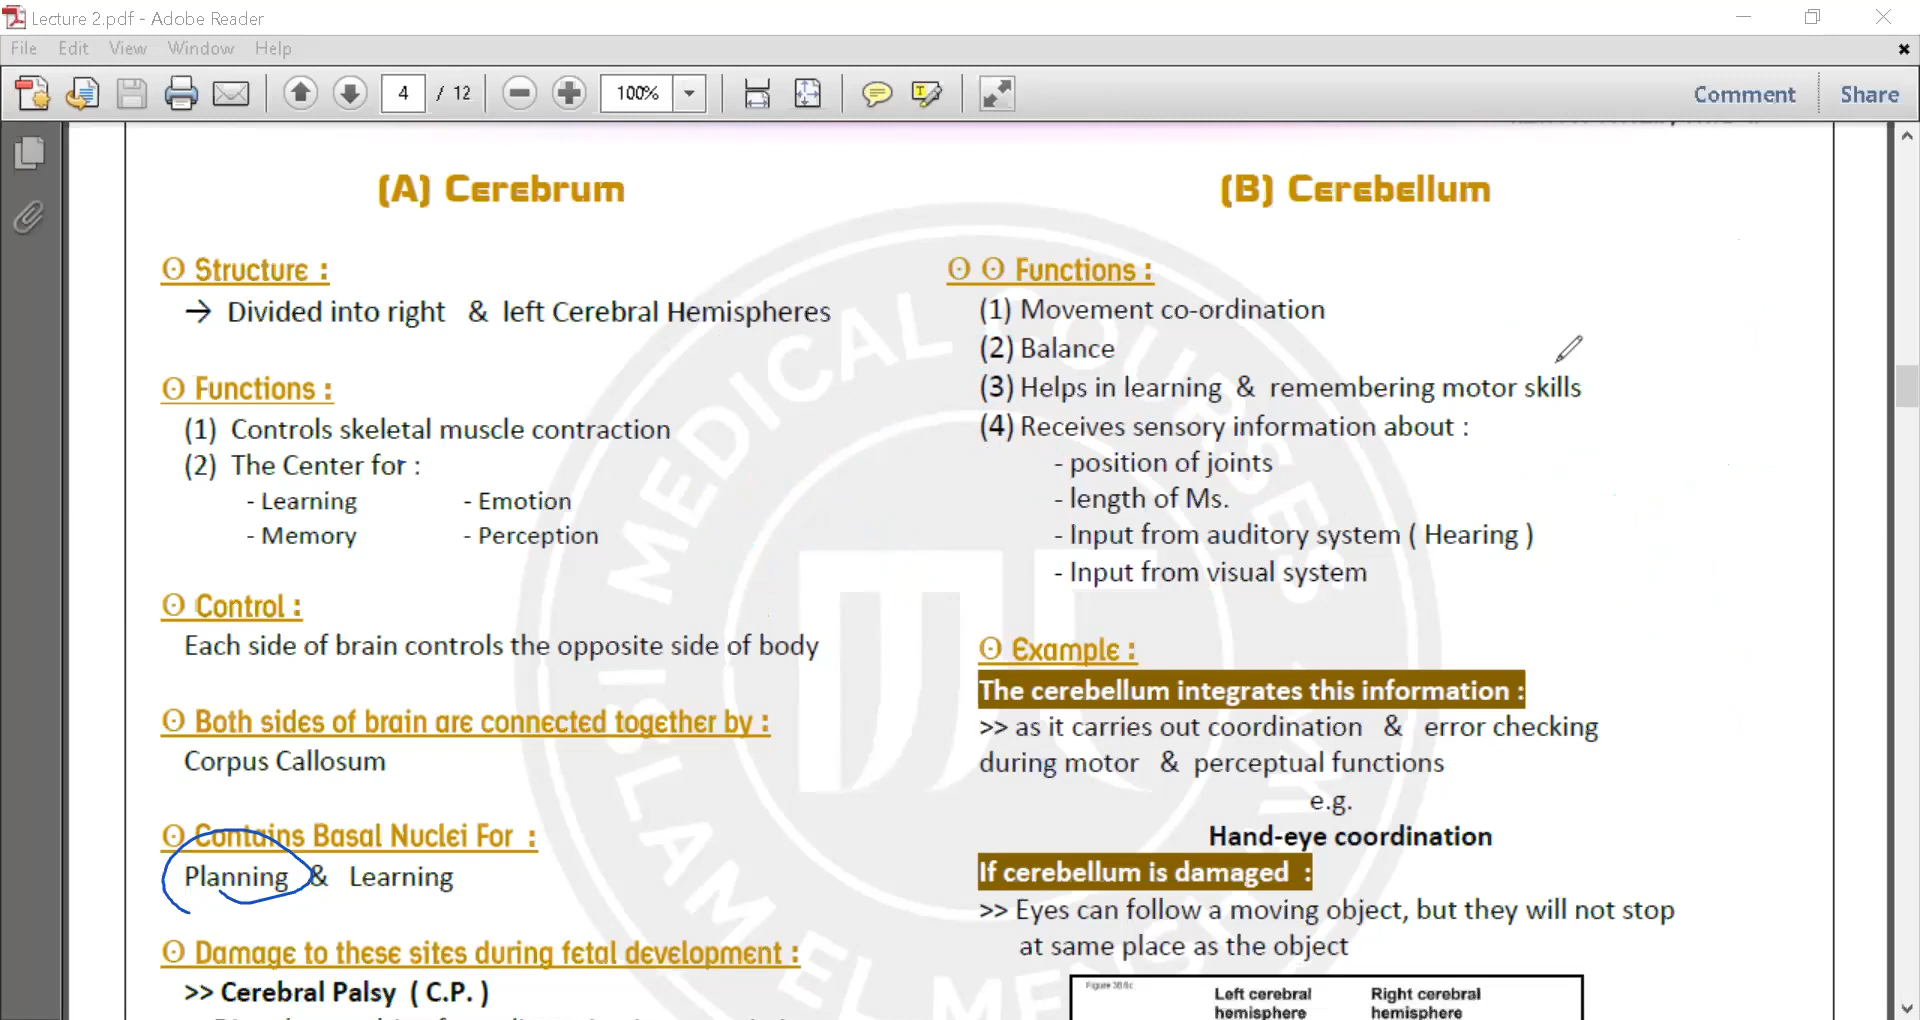 Lecture 2.pdf - Adobe Reader
File Edit View Window Help
4 / 12 100% Comment Share
(A) Cerebrum
Structure :
→ Divided into right & left Cerebral Hemispheres
Functions :
(1) Controls skeletal muscle contraction
(2) The Center for :
- Learning - Emotion
- Memory - Perception
Control :
Each side of brain controls the opposite side of body
Both sides of brain are connected together by :
Corpus Callosum
Contains Basal Nuclei For :
Planning & Learning
Damage to these sites during fetal development :
>> Cerebral Palsy ( C.P. )
(B) Cerebellum
Functions :
(1) Movement co-ordination
(2) Balance
(3) Helps in learning & remembering motor skills
(4) Receives sensory information about :
- position of joints
- length of Ms.
- Input from auditory system ( Hearing )
- Input from visual system
Example :
The cerebellum integrates this information :
>> as it carries out coordination & error checking
during motor & perceptual functions
e.g.
Hand-eye coordination
If cerebellum is damaged :
>> Eyes can follow a moving object, but they will not stop
at same place as the object
Left cerebral hemisphere
Right cerebral hemisphere
MEDICAL COURSES